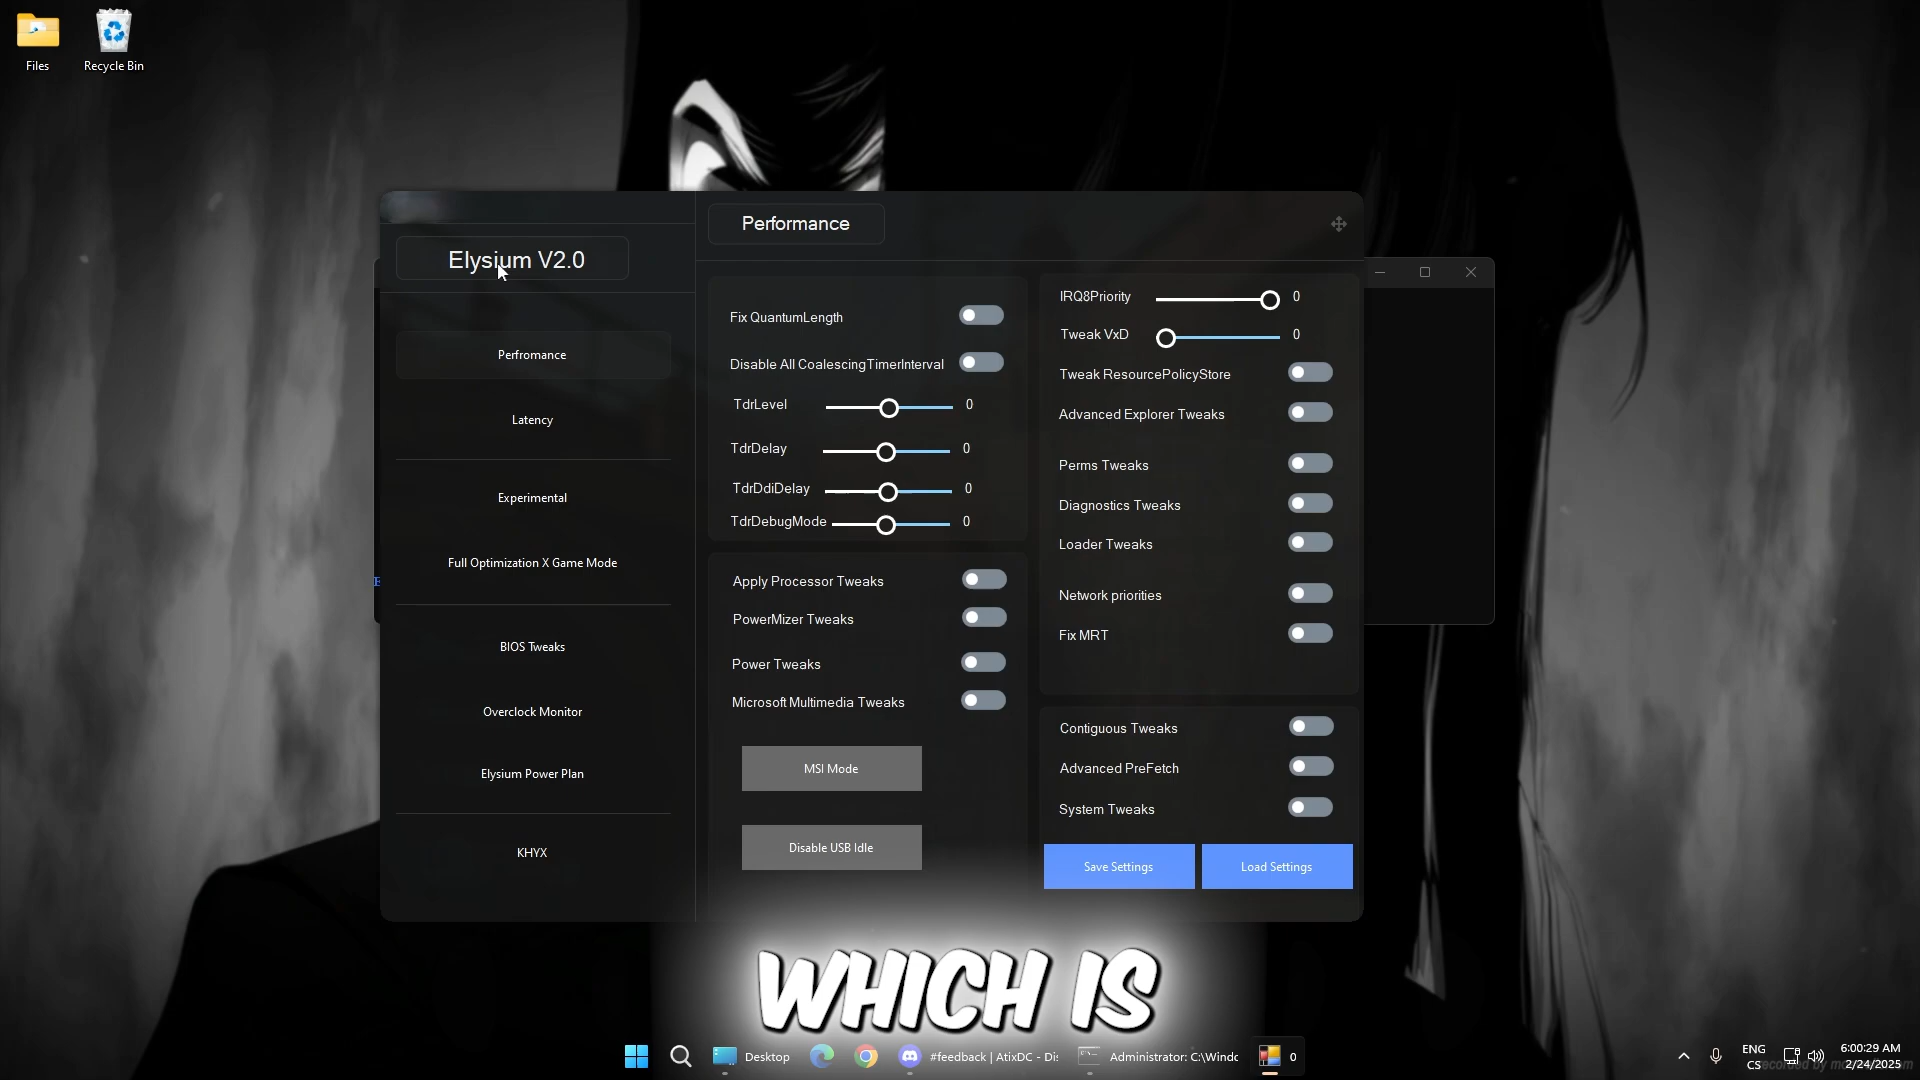 Files
Recycle Bin
Elysium V2.0
Perfromance
Latency
Experimental
Full Optimization X Game Mode
BIOS Tweaks
Overclock Monitor
Elysium Power Plan
KHYX
Performance
Fix QuantumLength
Disable All CoalescingTimerInterval
TdrLevel 0
TdrDelay 0
TdrDdiDelay 0
TdrDebugMode 0
Apply Processor Tweaks
PowerMizer Tweaks
Power Tweaks
Microsoft Multimedia Tweaks
MSI Mode
Disable USB Idle
IRQ8Priority 0
Tweak VxD 0
Tweak ResourcePolicyStore
Advanced Explorer Tweaks
Perms Tweaks
Diagnostics Tweaks
Loader Tweaks
Network priorities
Fix MRT
Contiguous Tweaks
Advanced PreFetch
System Tweaks
Save Settings
Load Settings
WHICH IS
Desktop
#feedback | AtixDC - Dis
Administrator: C:\Windo
0
ENG
CS
6:00:29 AM
2/24/2025